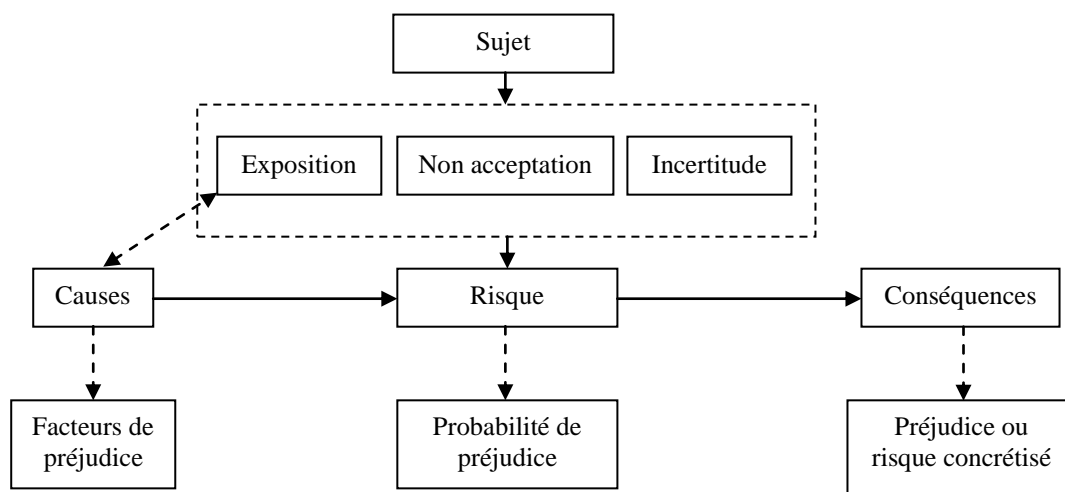 Sujet
Exposition
Non acceptation
Incertitude
Causes
Risque
Conséquences
Facteurs de
préjudice
Probabilité de
préjudice
Préjudice ou
risque concrétisé